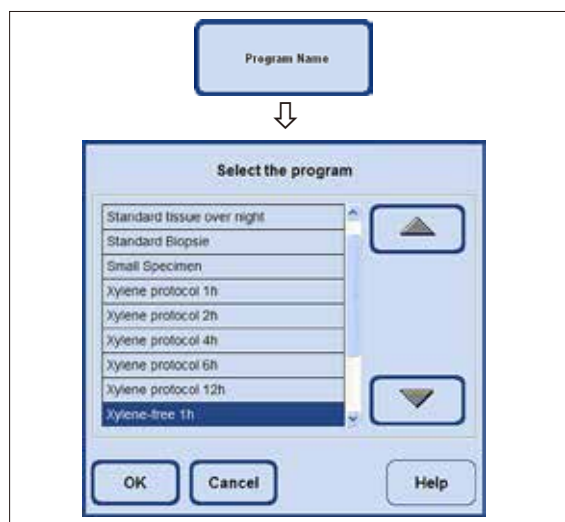 Program Name
Select the program
Standard tissue over night
Standard Biopsie
Small Specimen
Xylene protocol 1h
Xylene protocol 2h
Xylene protocol 4h
Xylene protocol 6h
Xylene protocol 12h
Xylene-free 1h
OK Cancel Help